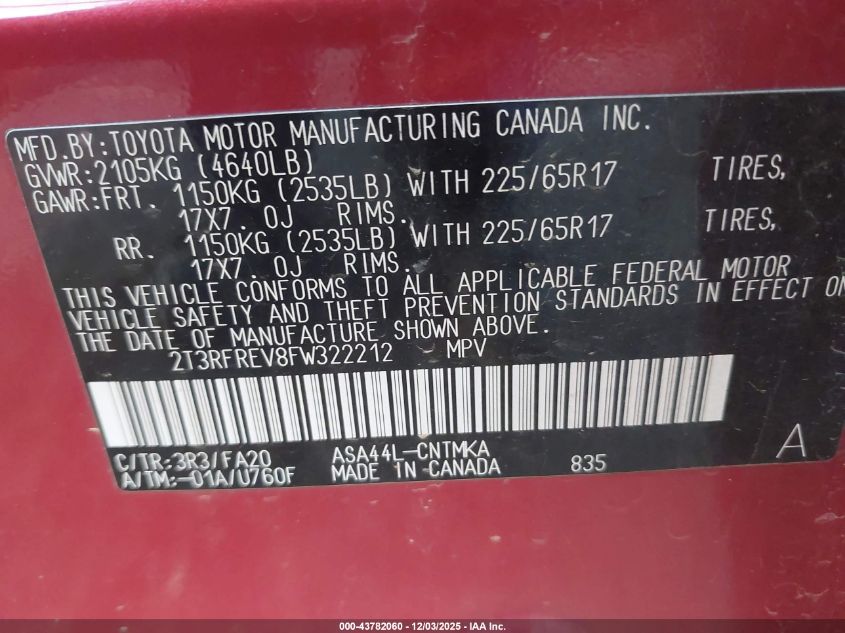 MFD.BY:TOYOTA MOTOR MANUFACTURING CANADA INC.
GVWR:2105KG (4640LB)
GAWR:FRT. 1150KG (2535LB) WITH 225/65R17 TIRES,
17X7.0J RIMS.
RR. 1150KG (2535LB) WITH 225/65R17 TIRES,
17X7.0J RIMS.
THIS VEHICLE CONFORMS TO ALL APPLICABLE FEDERAL MOTOR
VEHICLE SAFETY AND THEFT PREVENTION STANDARDS IN EFFECT ON
THE DATE OF MANUFACTURE SHOWN ABOVE.
2T3RFREV8FW322212 MPV
C/TR:3R3/FA20 ASA44L-CNTMKA A
A/TM:-01A/U760F MADE IN CANADA 835
000-43782060 - 12/03/2025 - IAA Inc.